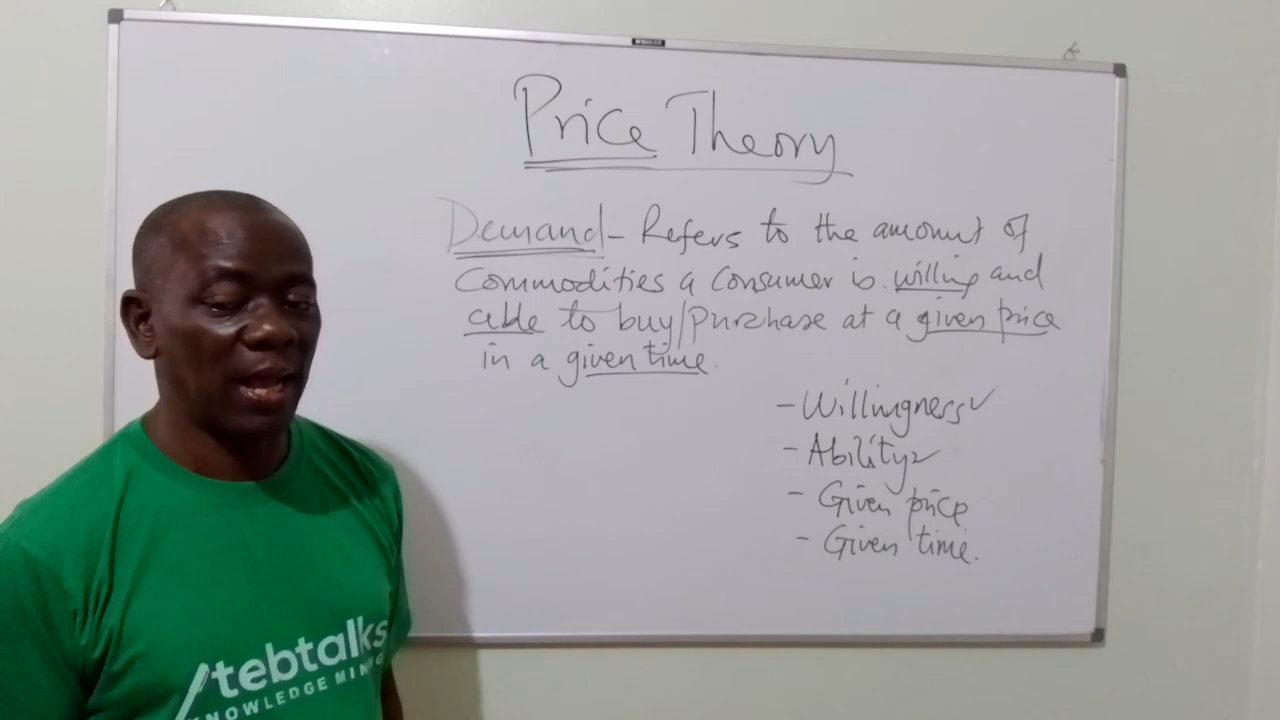 Price Theory
Demand - Refers to the amount of
Commodities a Consumer is willing and
able to buy/purchase at a given price
in a given time.
- Willingness ✓
- Ability ✓
- Given price
- Given time.
tebtalks
KNOWLEDGE